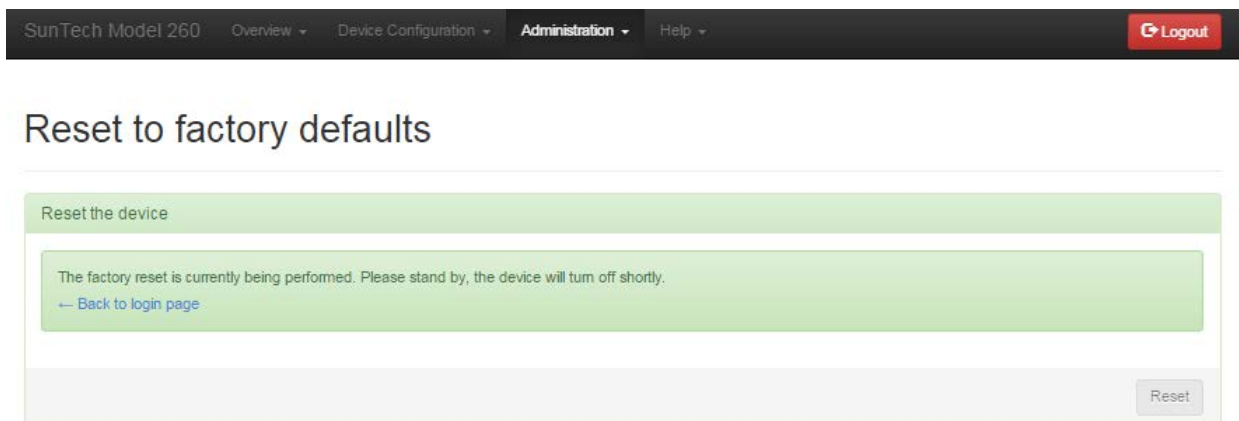 SunTech Model 260 Overview Device Configuration Administration Help Logout
Reset to factory defaults
Reset the device
The factory reset is currently being performed. Please stand by, the device will turn off shortly.
← Back to login page
Reset